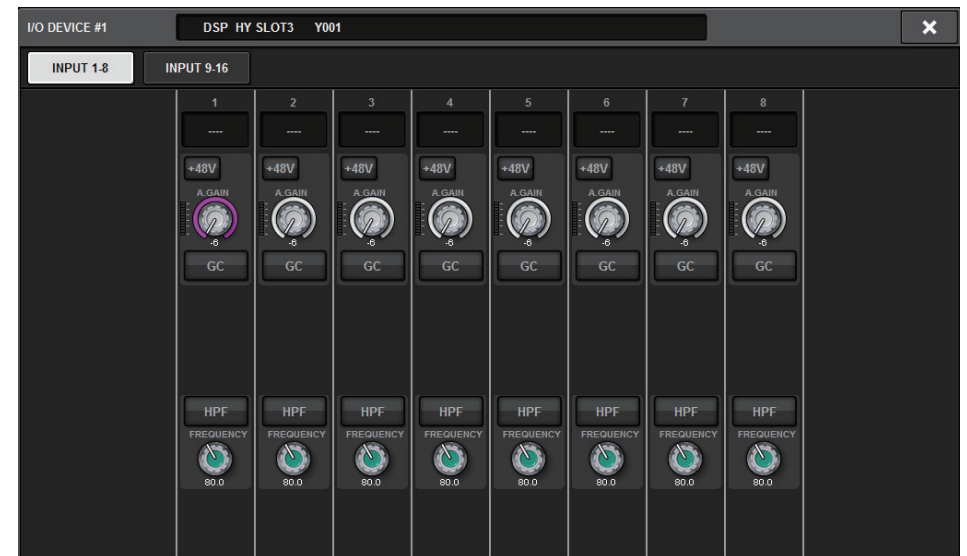 I/O DEVICE #1 DSP HY SLOT3 Y001 ×
INPUT 1-8 INPUT 9-16
1 2 3 4 5 6 7 8
---- ---- ---- ---- ---- ---- ---- ----
+48V +48V +48V +48V +48V +48V +48V +48V
A.GAIN A.GAIN A.GAIN A.GAIN A.GAIN A.GAIN A.GAIN A.GAIN
-6 -6 -6 -6 -6 -6 -6 -6
GC GC GC GC GC GC GC GC
HPF HPF HPF HPF HPF HPF HPF HPF
FREQUENCY FREQUENCY FREQUENCY FREQUENCY FREQUENCY FREQUENCY FREQUENCY FREQUENCY
80.0 80.0 80.0 80.0 80.0 80.0 80.0 80.0